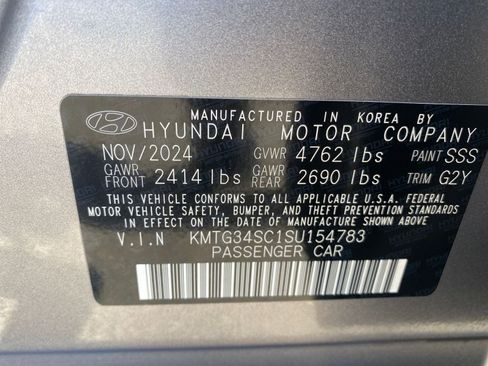 MANUFACTURED IN KOREA BY
HYUNDAI MOTOR COMPANY
NOV/2024 GVWR 4762 lbs PAINT SSS
GAWR FRONT 2414 lbs GAWR REAR 2690 lbs TRIM G2Y
THIS VEHICLE CONFORMS TO ALL APPLICABLE U.S.A. FEDERAL
MOTOR VEHICLE SAFETY, BUMPER, AND THEFT PREVENTION STANDARDS
IN EFFECT ON THE DATE OF MANUFACTURE SHOWN ABOVE.
V.I.N KMTG34SC1SU154783
PASSENGER CAR